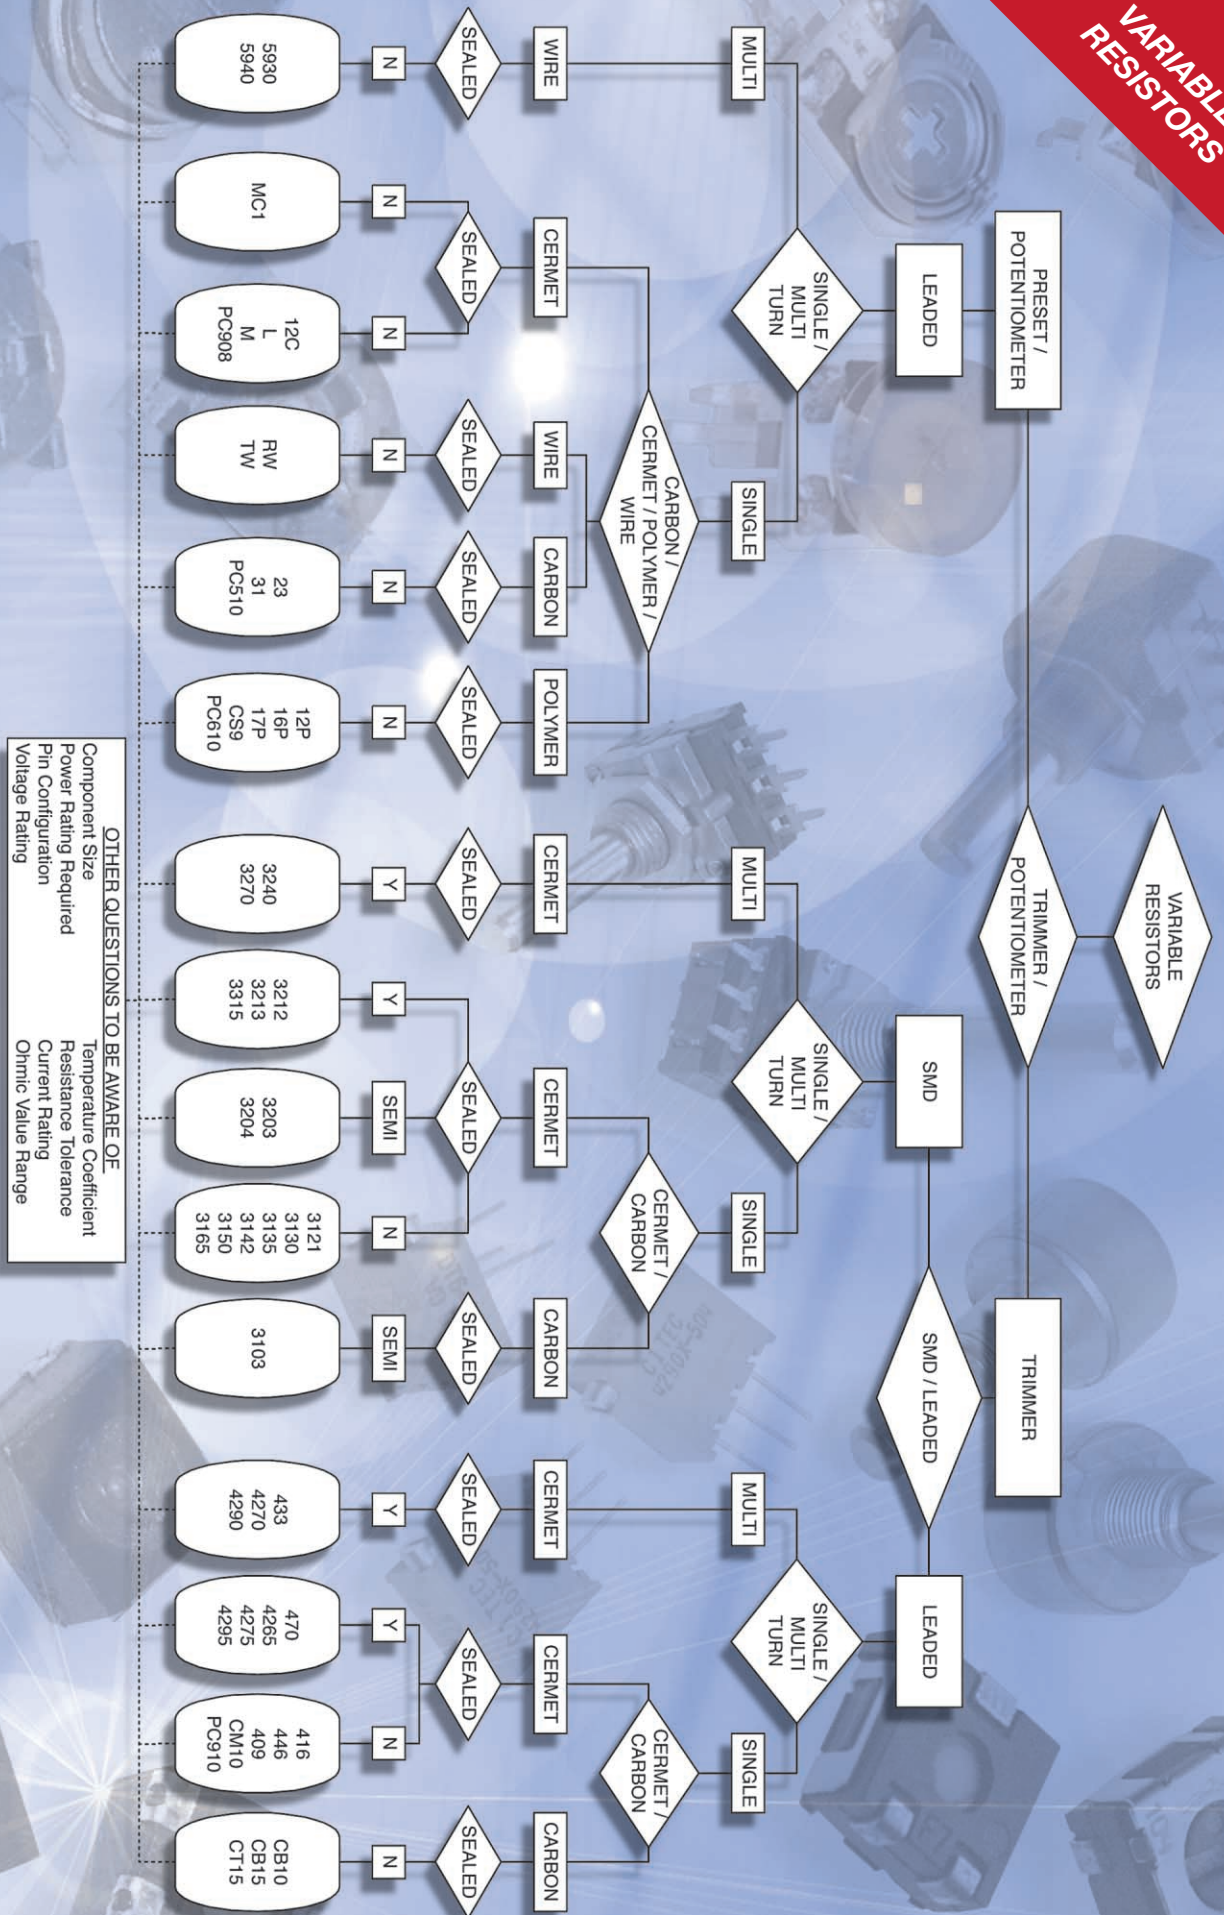 VARIABLE
RESISTORS
VARIABLE
RESISTORS
TRIMMER /
POTENTIOMETER
PRESET /
POTENTIOMETER
TRIMMER
SMD / LEADED
LEADED
SMD
LEADED
SINGLE /
MULTI
TURN
SINGLE /
MULTI
TURN
SINGLE /
MULTI
TURN
MULTI
SINGLE
MULTI
SINGLE
MULTI
SINGLE
CARBON /
CERMET / POLYMER /
WIRE
CERMET /
CARBON
CERMET /
CARBON
WIRE
CERMET
WIRE
CARBON
POLYMER
CERMET
CERMET
CARBON
CERMET
CERMET
CARBON
SEALED
SEALED
SEALED
SEALED
SEALED
SEALED
SEALED
SEALED
SEALED
SEALED
SEALED
N
N
N
N
N
N
Y
Y
SEMI
N
SEMI
Y
Y
N
N
5930
5940
MC1
12C
L
M
PC908
RW
TW
23
31
PC510
12P
16P
17P
CS9
PC610
3240
3270
3212
3213
3315
3203
3204
3121
3130
3135
3142
3150
3165
3103
433
4270
4290
470
4265
4275
4295
416
446
409
CM10
PC910
CB10
CB15
CT15
OTHER QUESTIONS TO BE AWARE OF
Component Size
Power Rating Required
Pin Configuration
Voltage Rating
Temperature Coefficient
Resistance Tolerance
Current Rating
Ohmic Value Range